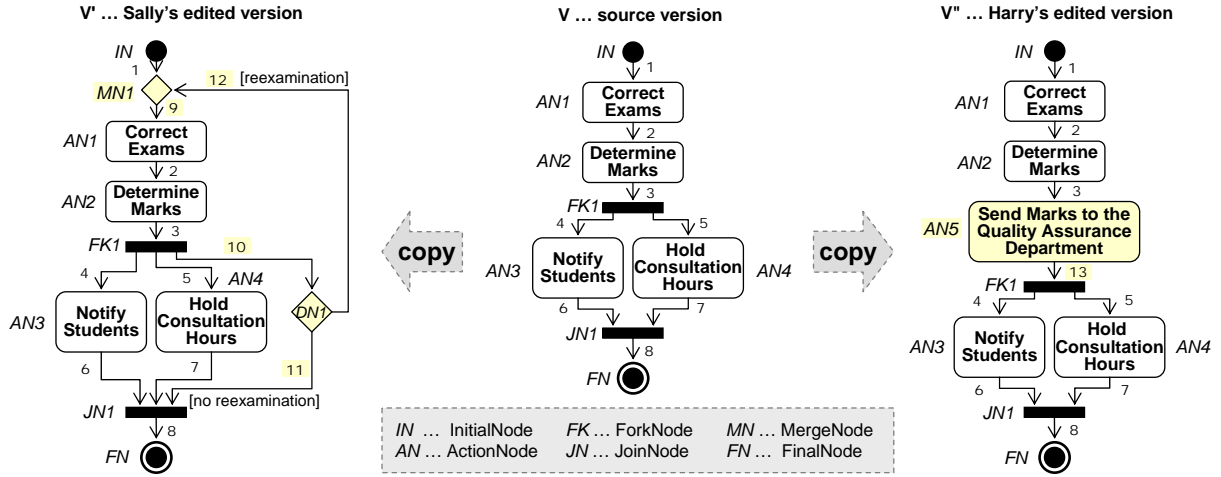 V' ... Sally's edited version
IN
1
12 [reexamination]
MN1
9
AN1
Correct
Exams
2
AN2
Determine
Marks
3
FK1
10
4
5
AN4
AN3
Notify
Students
Hold
Consultation
Hours
DN1
6
7
11
[no reexamination]
JN1
8
FN
copy
V ... source version
IN
1
AN1
Correct
Exams
2
AN2
Determine
Marks
3
FK1
4
5
AN3
Notify
Students
Hold
Consultation
Hours
AN4
6
7
JN1
8
FN
copy
V" ... Harry's edited version
IN
1
AN1
Correct
Exams
2
AN2
Determine
Marks
3
AN5
Send Marks to the
Quality Assurance
Department
13
FK1
4
5
AN3
Notify
Students
Hold
Consultation
Hours
AN4
6
7
JN1
8
FN
IN ... InitialNode FK ... ForkNode MN ... MergeNode
AN ... ActionNode JN ... JoinNode FN ... FinalNode